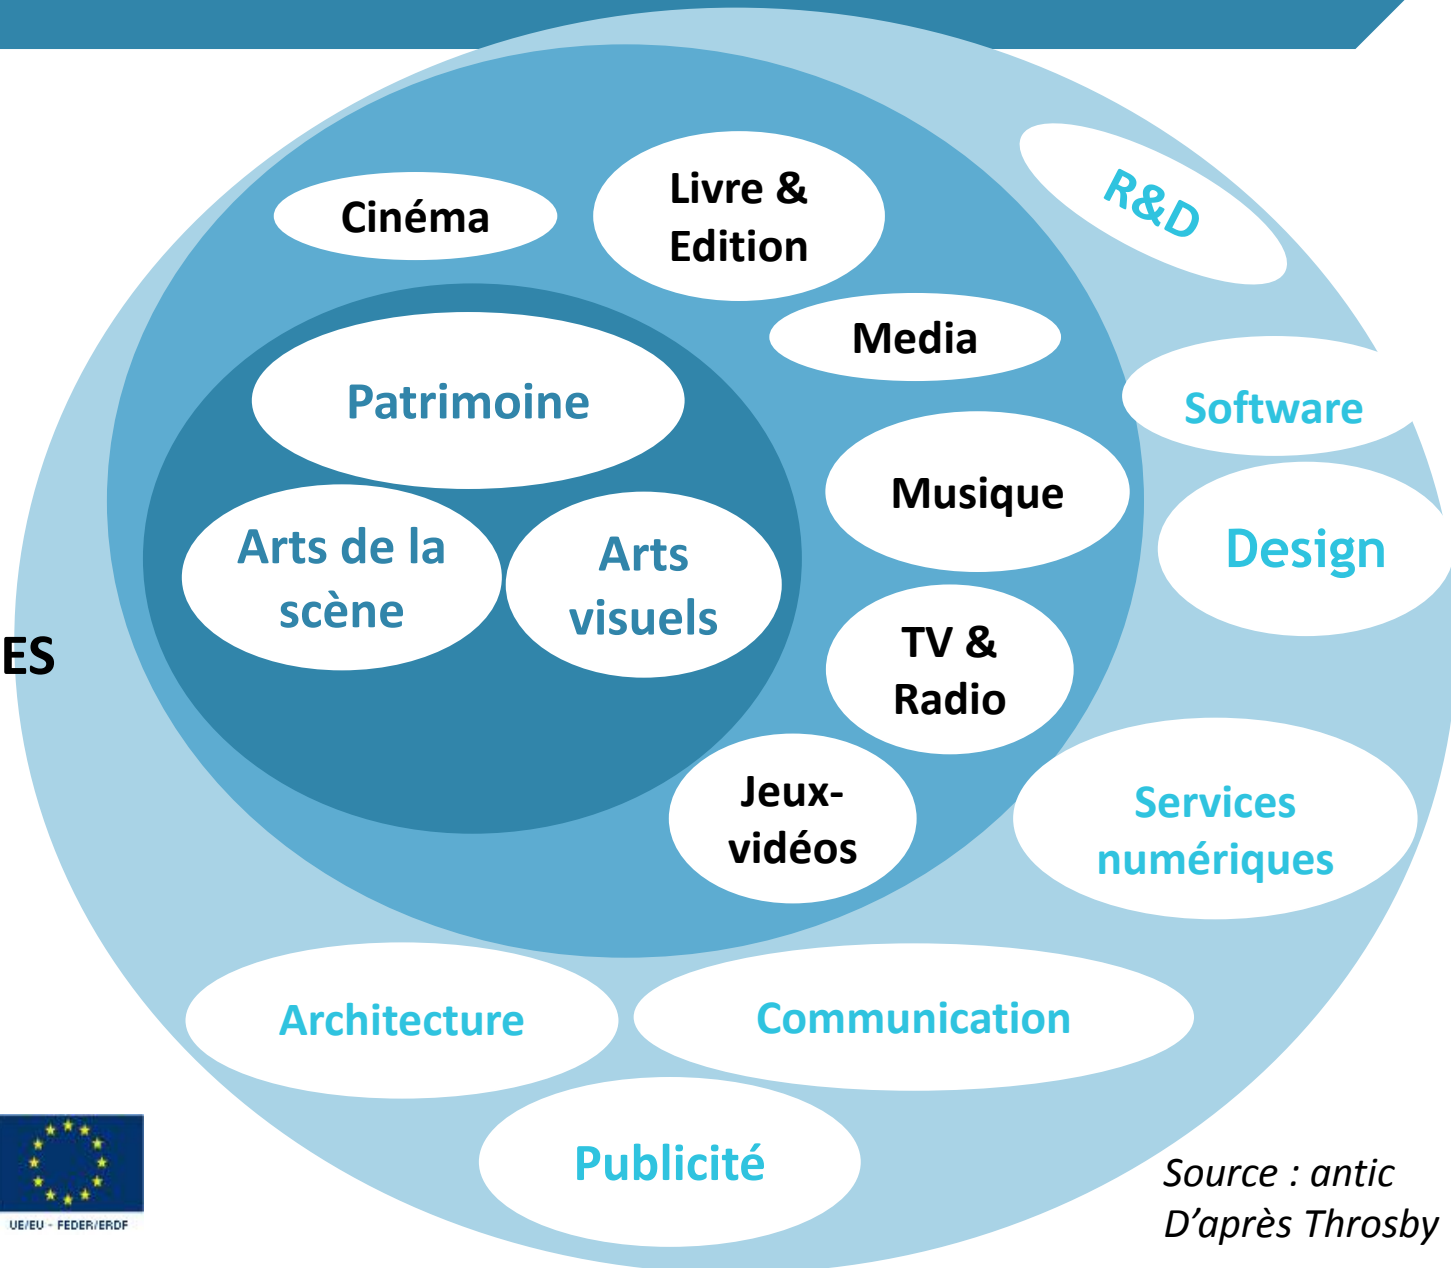 Cinéma
Livre &
Edition
R&D
Media
Patrimoine
Software
Musique
Arts de la
scène
Arts
visuels
Design
ES
TV &
Radio
Jeux-
vidéos
Services
numériques
Architecture
Communication
Publicité
UE/EU - FEDER/ERDF
Source : antic
D’après Throsby